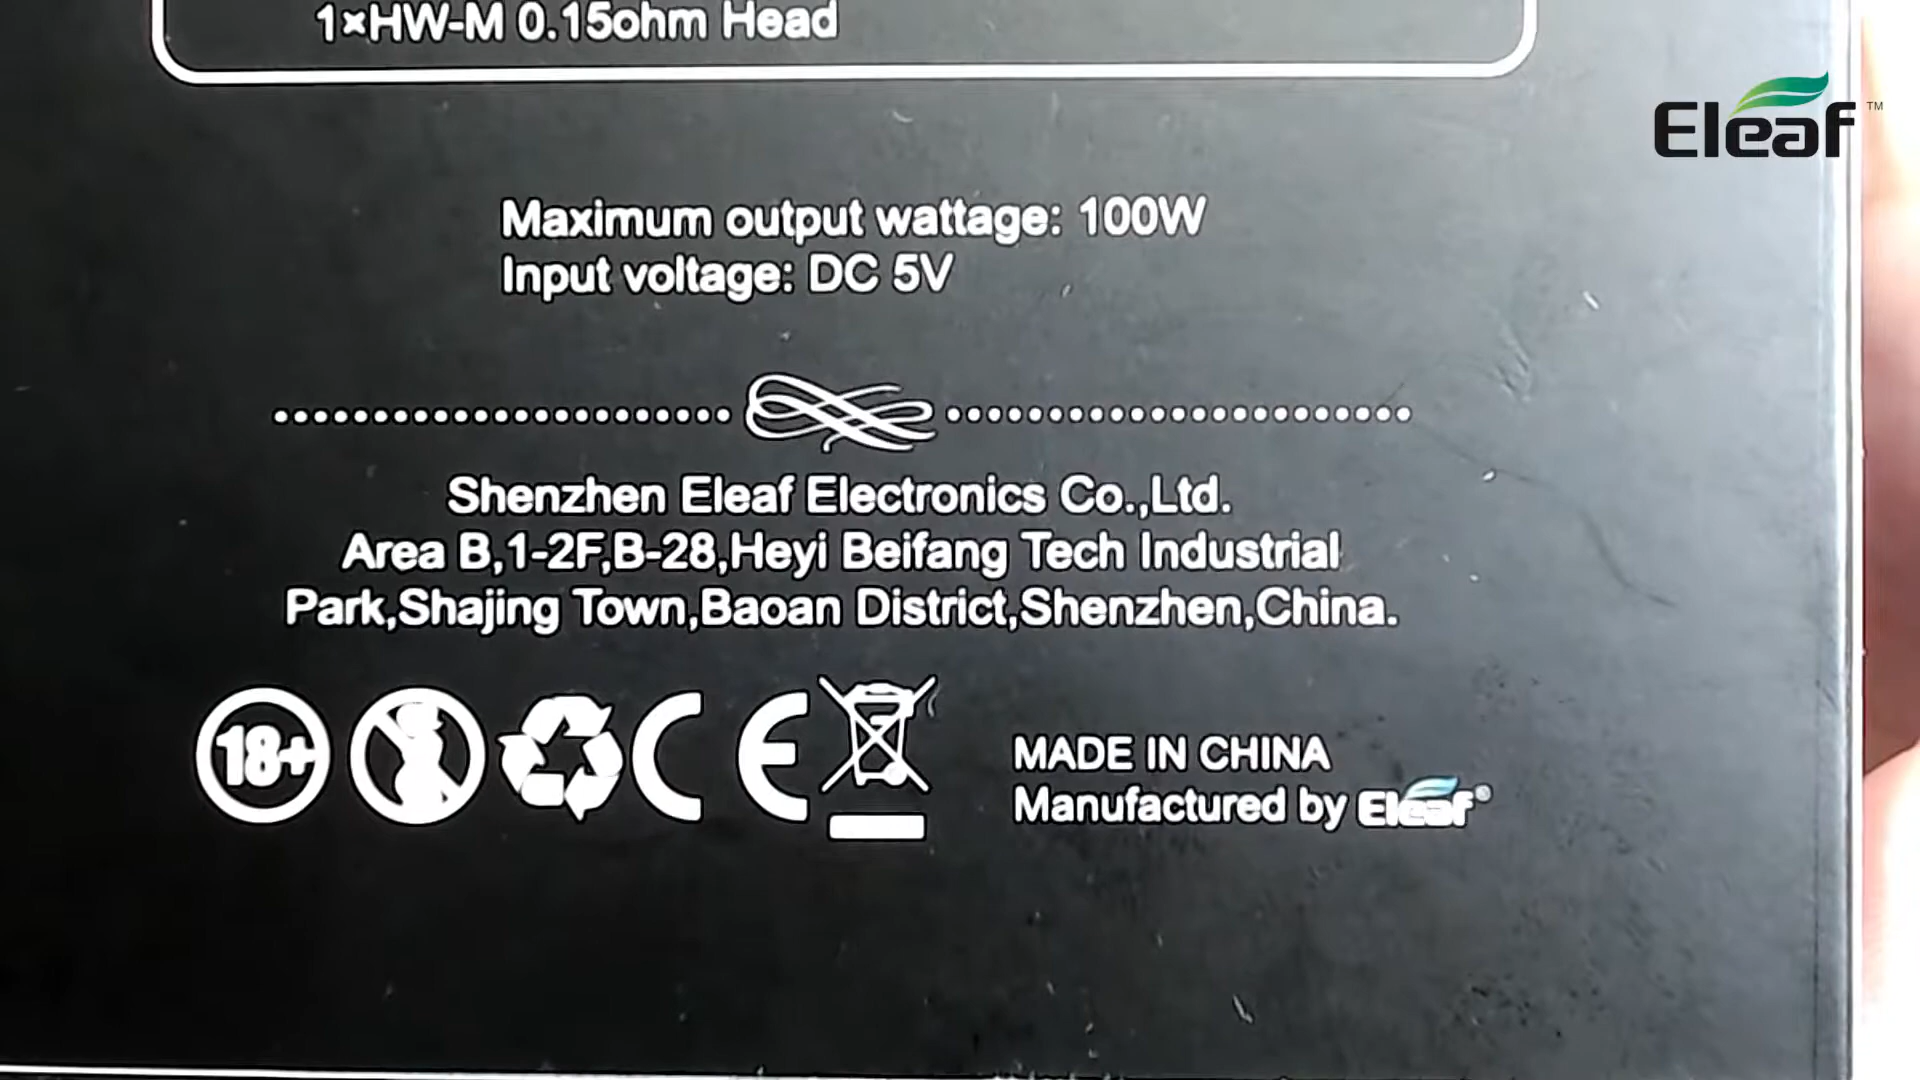 1×HW-M 0.15ohm Head
Eleaf™
Maximum output wattage: 100W
Input voltage: DC 5V
Shenzhen Eleaf Electronics Co.,Ltd.
Area B,1-2F,B-28,Heyi Beifang Tech Industrial
Park,Shajing Town,Baoan District,Shenzhen,China.
18+
CE
MADE IN CHINA
Manufactured by Eleaf®